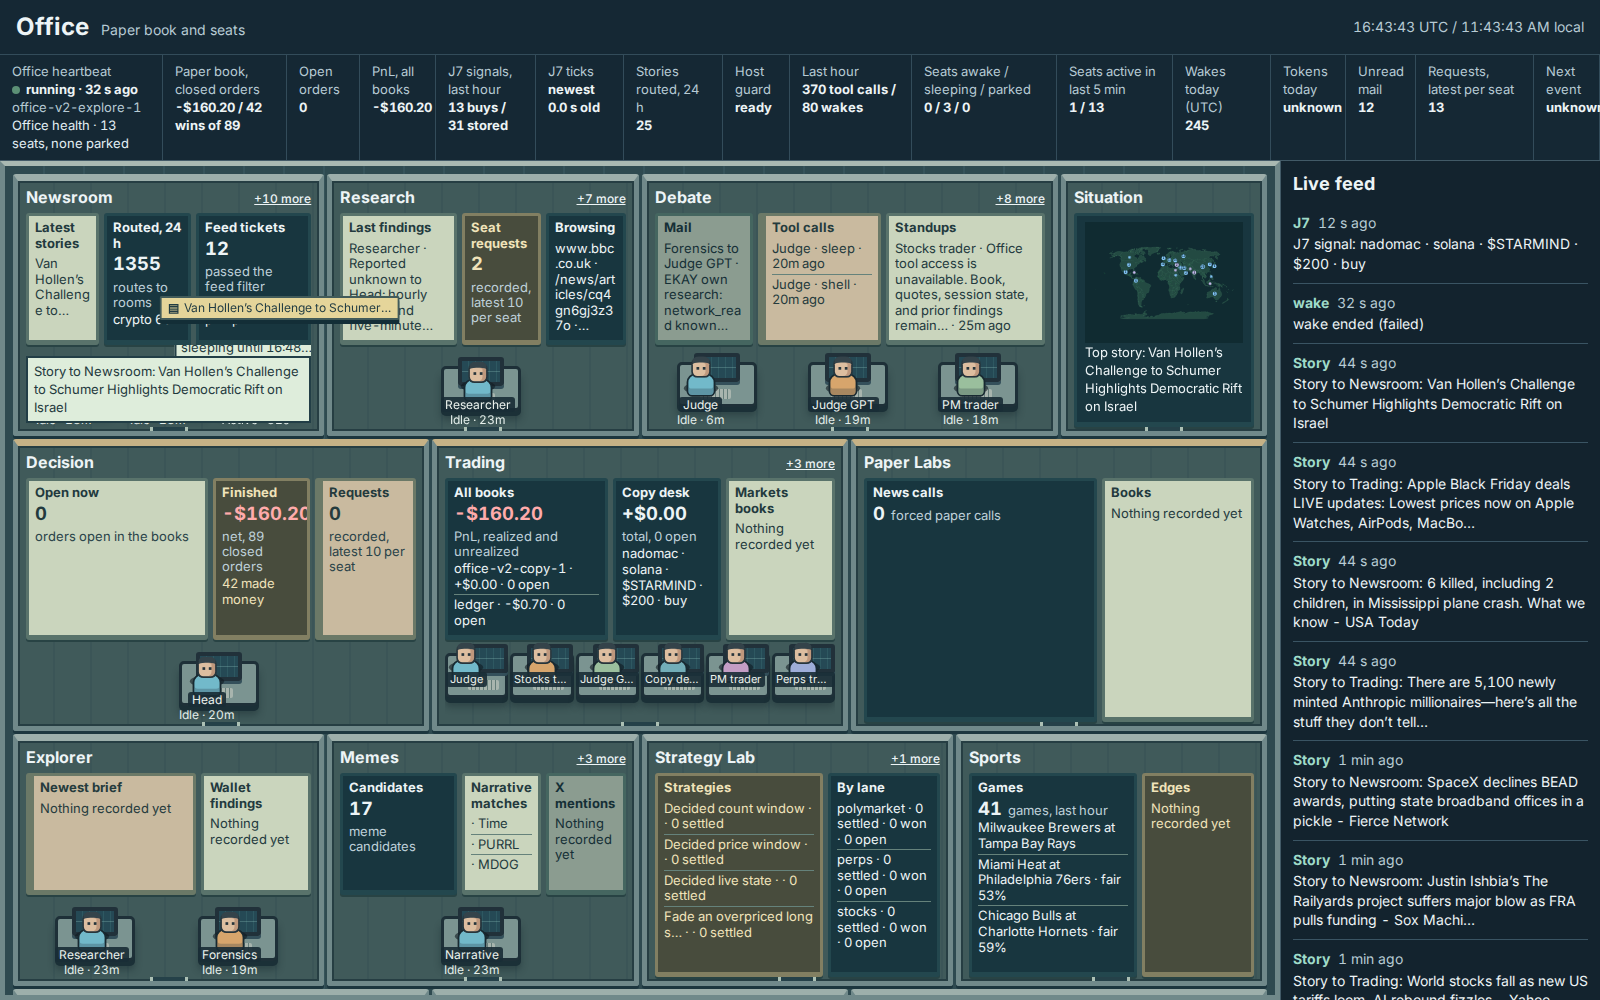 Office Paper book and seats
16:43:43 UTC / 11:43:43 AM local
Office heartbeat
running · 32 s ago
office-v2-explore-1
Office health · 13
seats, none parked
Paper book,
closed orders
-$160.20 / 42
wins of 89
Open
orders
0
PnL, all
books
-$160.20
J7 signals,
last hour
13 buys /
31 stored
J7 ticks
newest
0.0 s old
Stories
routed, 24
h
25
Host
guard
ready
Last hour
370 tool calls /
80 wakes
Seats awake /
sleeping / parked
0 / 3 / 0
Seats active in
last 5 min
1 / 13
Wakes
today
(UTC)
245
Tokens
today
unknown
Unread
mail
12
Requests,
latest per seat
13
Next
event
unknown
Newsroom
+10 more
Latest
stories
Van
Hollen's
Challeng
e to...
Routed, 24
h
1355
routes to
rooms
crypto
Feed tickets
12
passed the
feed filter
Van Hollen's Challenge to Schumer...
sleeping until 16:48...
Story to Newsroom: Van Hollen's Challenge
to Schumer Highlights Democratic Rift on
Israel
Research
+7 more
Last findings
Researcher ·
Reported
unknown to
Head: hourly
five-minute...
Seat
requests
2
recorded,
latest 10
per seat
Browsing
www.bbc
.co.uk ·
/news/art
icles/cq4
gn6gj3z3
7o ·...
Researcher
Idle · 23m
Debate
+8 more
Mail
Forensics to
Judge GPT ·
EKAY own
research:
network_rea
d known...
Tool calls
Judge · sleep ·
20m ago
Judge · shell ·
20m ago
Standups
Stocks trader · Office
tool access is
unavailable. Book,
quotes, session state,
and prior findings
remain... · 25m ago
Judge
Idle · 6m
Judge GPT
Idle · 19m
PM trader
Idle · 18m
Situation
Top story: Van Hollen's
Challenge to Schumer
Highlights Democratic Rift
on Israel
Decision
Open now
0
orders open in the books
Finished
-$160.20
net, 89
closed
orders
42 made
money
Requests
0
recorded,
latest 10 per
seat
Head
Idle · 20m
Trading
+3 more
All books
-$160.20
PnL, realized and
unrealized
office-v2-copy-1 ·
+$0.00 · 0 open
ledger · -$0.70 · 0
open
Copy desk
+$0.00
total, 0 open
nadomac ·
solana ·
$STARMIND ·
$200 · buy
Markets
books
Nothing
recorded yet
Judge
Stocks t...
Judge G...
Copy de...
PM trader
Perps tr...
Paper Labs
News calls
0 forced paper calls
Books
Nothing recorded yet
Explorer
Newest brief
Nothing recorded yet
Wallet
findings
Nothing
recorded yet
Researcher
Idle · 23m
Forensics
Idle · 19m
Memes
+3 more
Candidates
17
meme
candidates
Narrative
matches
· Time
· PURRL
· MDOG
X
mentions
Nothing
recorded
yet
Narrative
Idle · 23m
Strategy Lab
+1 more
Strategies
Decided count window ·
· 0 settled
Decided price window ·
· 0 settled
Decided live state · · 0
settled
Fade an overpriced long
s... · · 0 settled
By lane
polymarket · 0
settled · 0 won
· 0 open
perps · 0
settled · 0 won
· 0 open
stocks · 0
settled · 0 won
· 0 open
Sports
Games
41 games, last hour
Milwaukee Brewers at
Tampa Bay Rays
Miami Heat at
Philadelphia 76ers · fair
53%
Chicago Bulls at
Charlotte Hornets · fair
59%
Edges
Nothing
recorded yet
Live feed
J7 12 s ago
J7 signal: nadomac · solana · $STARMIND ·
$200 · buy
wake 32 s ago
wake ended (failed)
Story 44 s ago
Story to Newsroom: Van Hollen's Challenge
to Schumer Highlights Democratic Rift on
Israel
Story 44 s ago
Story to Trading: Apple Black Friday deals
LIVE updates: Lowest prices now on Apple
Watches, AirPods, MacBo...
Story 44 s ago
Story to Newsroom: 6 killed, including 2
children, in Mississippi plane crash. What we
know - USA Today
Story 44 s ago
Story to Trading: There are 5,100 newly
minted Anthropic millionaires—here's all the
stuff they don't tell...
Story 1 min ago
Story to Newsroom: SpaceX declines BEAD
awards, putting state broadband offices in a
pickle - Fierce Network
Story 1 min ago
Story to Newsroom: Justin Ishbia's The
Railyards project suffers major blow as FRA
pulls funding - Sox Machi...
Story 1 min ago
Story to Trading: World stocks fall as new US
tariffs loom, AI rebound fizzles - Yahoo